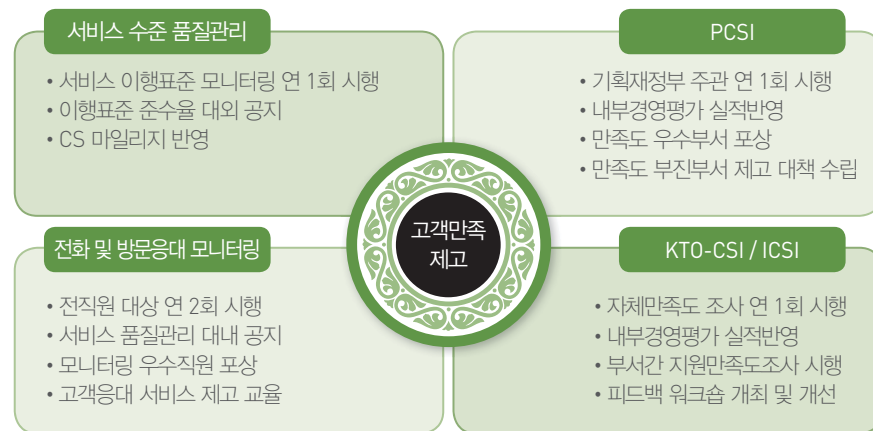 서비스 수준 품질관리
• 서비스 이행표준 모니터링 연 1회 시행
• 이행표준 준수율 대외 공지
• CS 마일리지 반영
PCSI
• 기획재정부 주관 연 1회 시행
• 내부경영평가 실적반영
• 만족도 우수부서 포상
• 만족도 부진부서 제고 대책 수립
고객만족
제고
전화 및 방문응대 모니터링
• 전직원 대상 연 2회 시행
• 서비스 품질관리 대내 공지
• 모니터링 우수직원 포상
• 고객응대 서비스 제고 교율
KTO-CSI / ICSI
• 자체만족도 조사 연 1회 시행
• 내부경영평가 실적반영
• 부서간 지원만족도조사 시행
• 피드백 워크숍 개최 및 개선